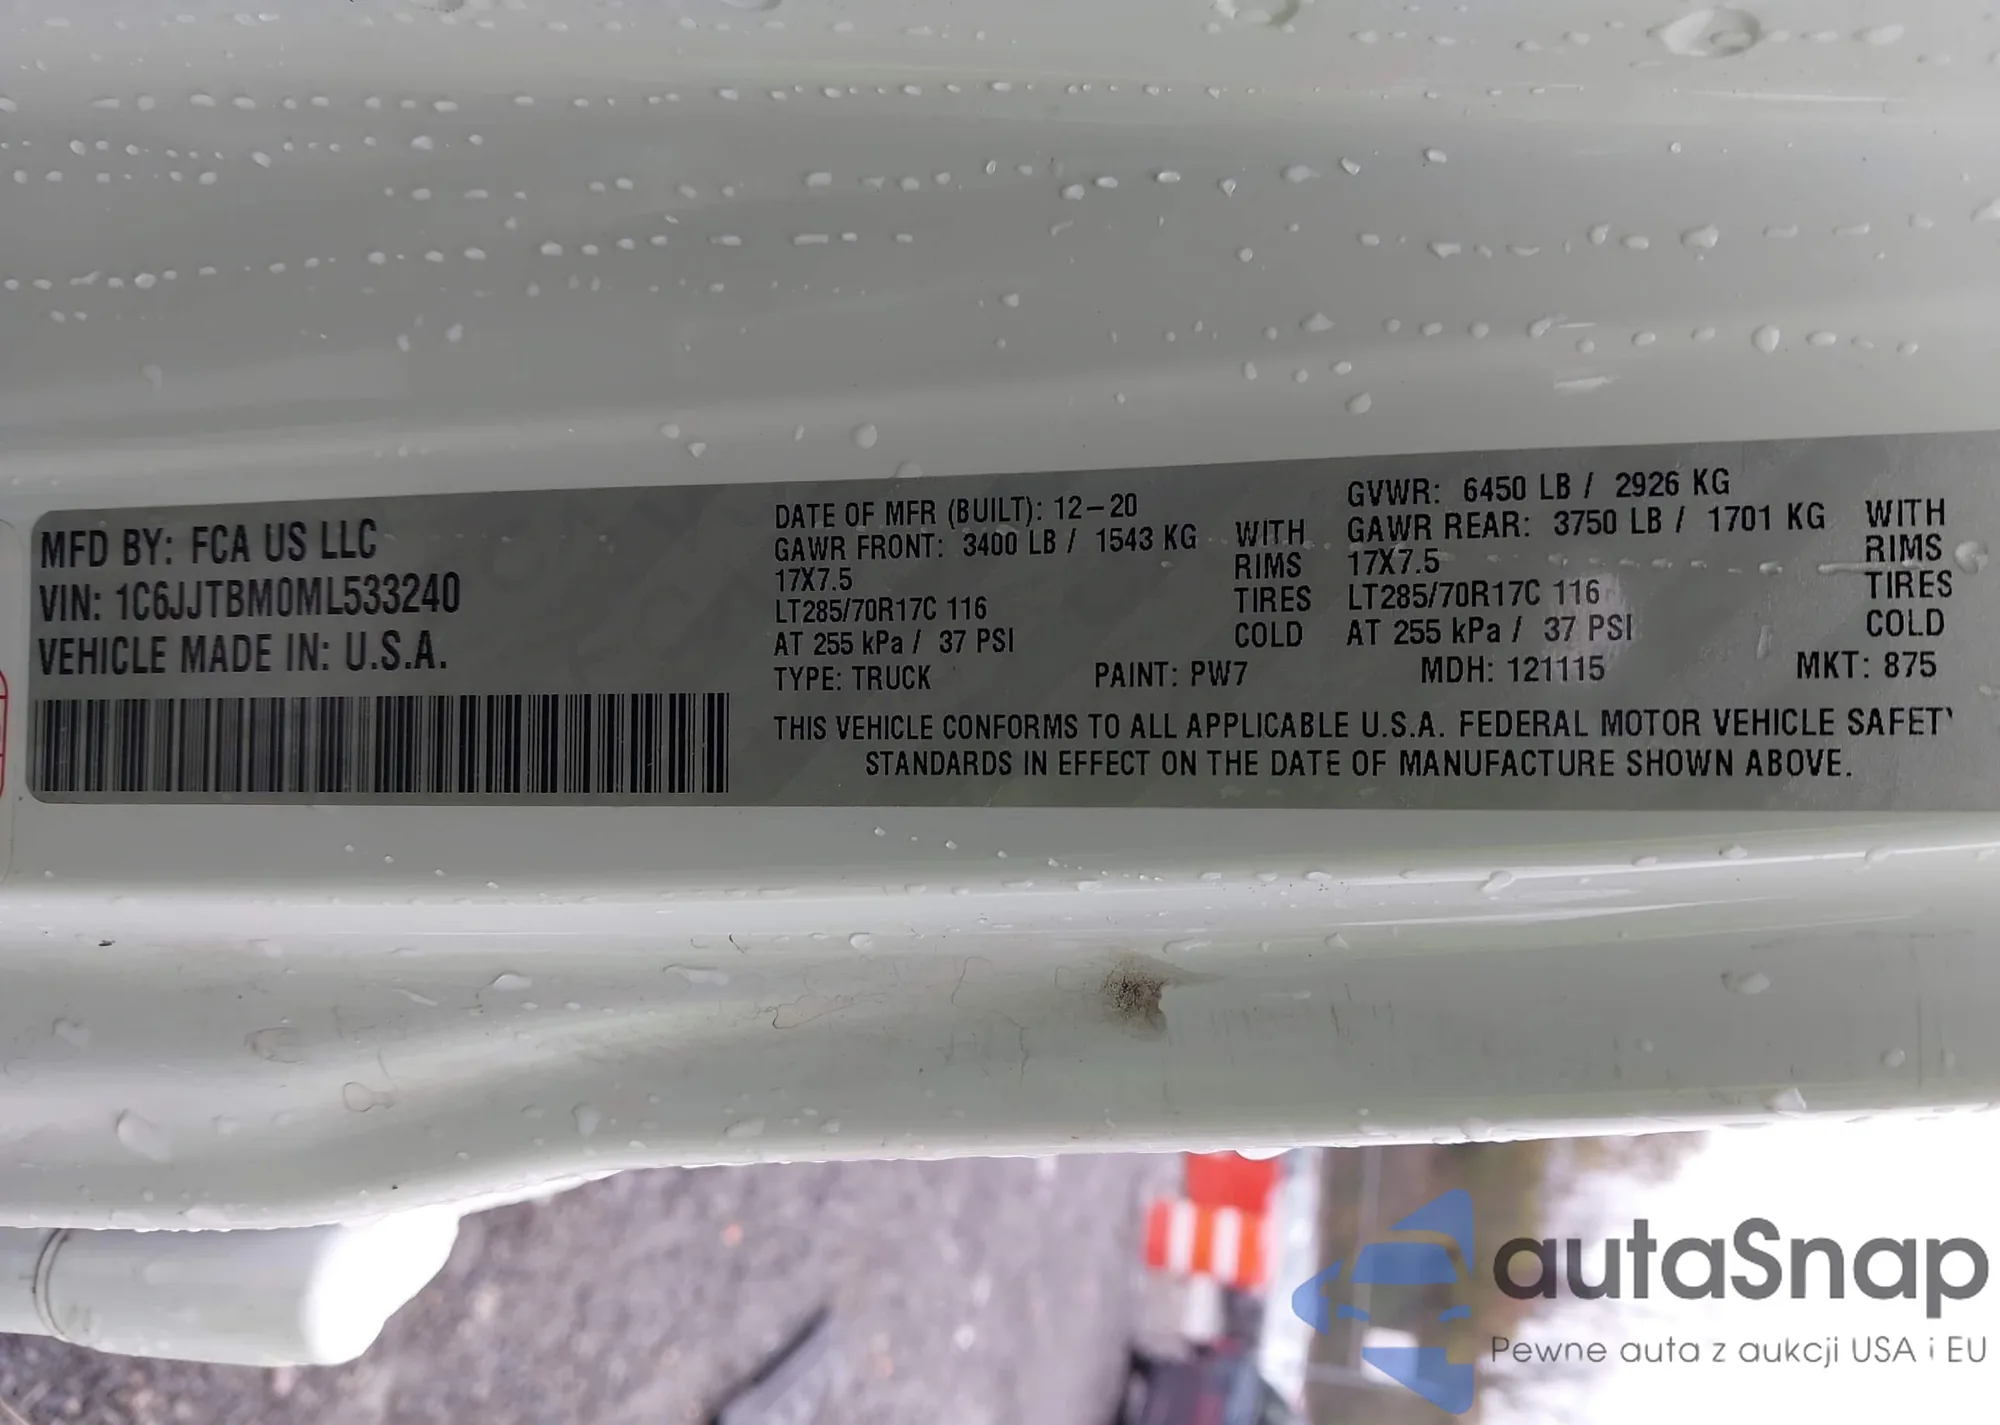 MFD BY: FCA US LLC
VIN: 1C6JJTBM0ML533240
VEHICLE MADE IN: U.S.A.
DATE OF MFR (BUILT): 12-20
GAWR FRONT: 3400 LB / 1543 KG WITH
17X7.5 RIMS
LT285/70R17C 116 TIRES
AT 255 kPa / 37 PSI COLD
GVWR: 6450 LB / 2926 KG
GAWR REAR: 3750 LB / 1701 KG WITH
17X7.5 RIMS
LT285/70R17C 116 TIRES
AT 255 kPa / 37 PSI COLD
TYPE: TRUCK PAINT: PW7 MDH: 121115 MKT: 875
THIS VEHICLE CONFORMS TO ALL APPLICABLE U.S.A. FEDERAL MOTOR VEHICLE SAFETY
STANDARDS IN EFFECT ON THE DATE OF MANUFACTURE SHOWN ABOVE.
autaSnap
Pewne auta z aukcji USA i EU